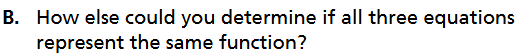 B. How else could you determine if all three equations
represent the same function?